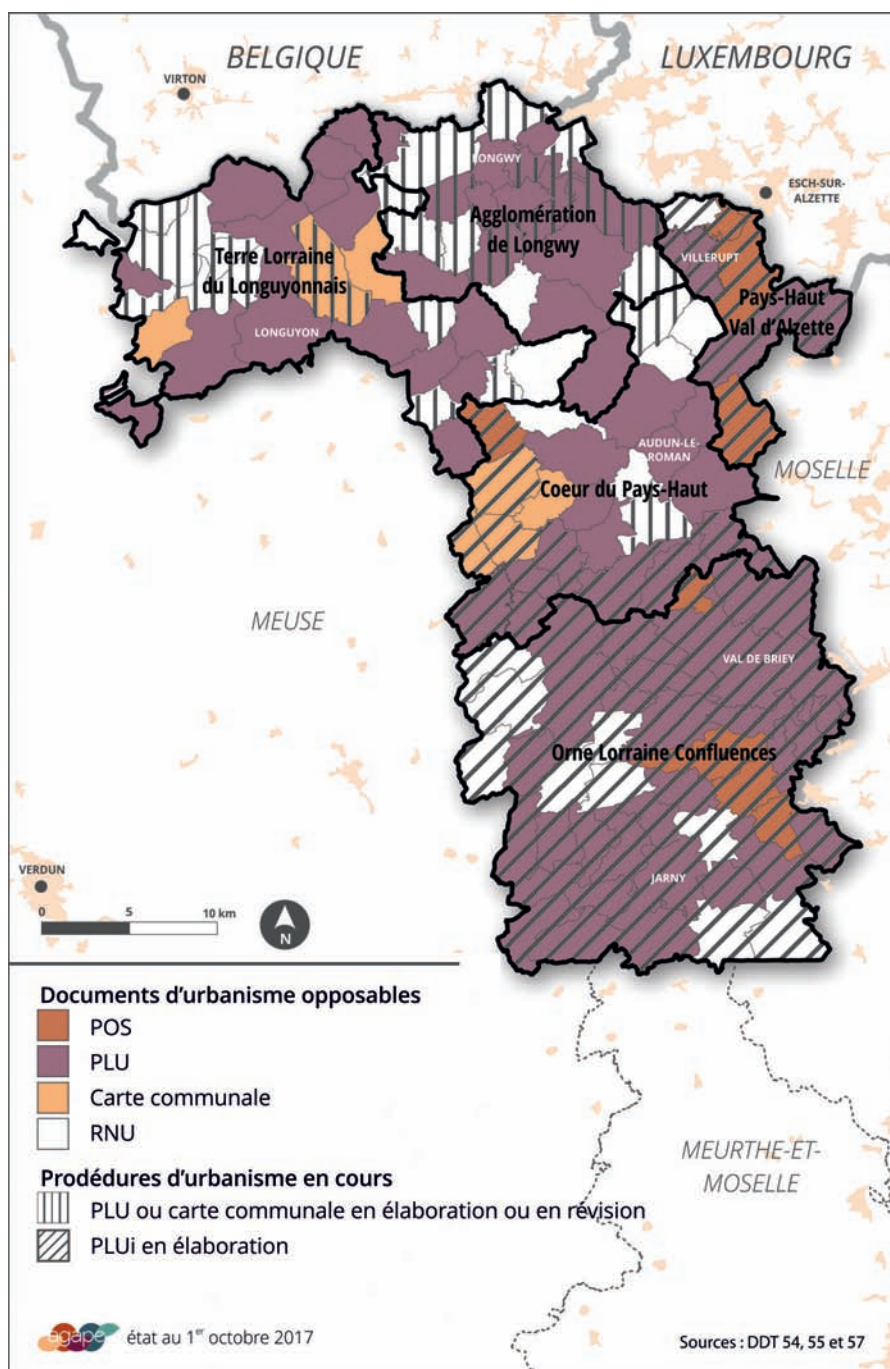 BELGIQUE
LUXEMBOURG
VIRTON
LONGWY
ESCH-SUR-
ALZETTE
Agglomération
de Longwy
Terre Lorraine
du Longuyonnais
VILLERUPT
Pays-Haut
Val d'Alzette
LONGUYON
AUDUN-LE-
ROMAN
MOSELLE
Coeur du Pays-Haut
MEUSE
VAL DE BRIEY
Orne Lorraine Confluences
VERDUN
JARNY
0 5 10 km
N
Documents d'urbanisme opposables
POS
PLU
Carte communale
RNU
MEURTHE-ET-
MOSELLE
Prodédures d'urbanisme en cours
PLU ou carte communale en élaboration ou en révision
PLUi en élaboration
agape état au 1er octobre 2017
Sources : DDT 54, 55 et 57